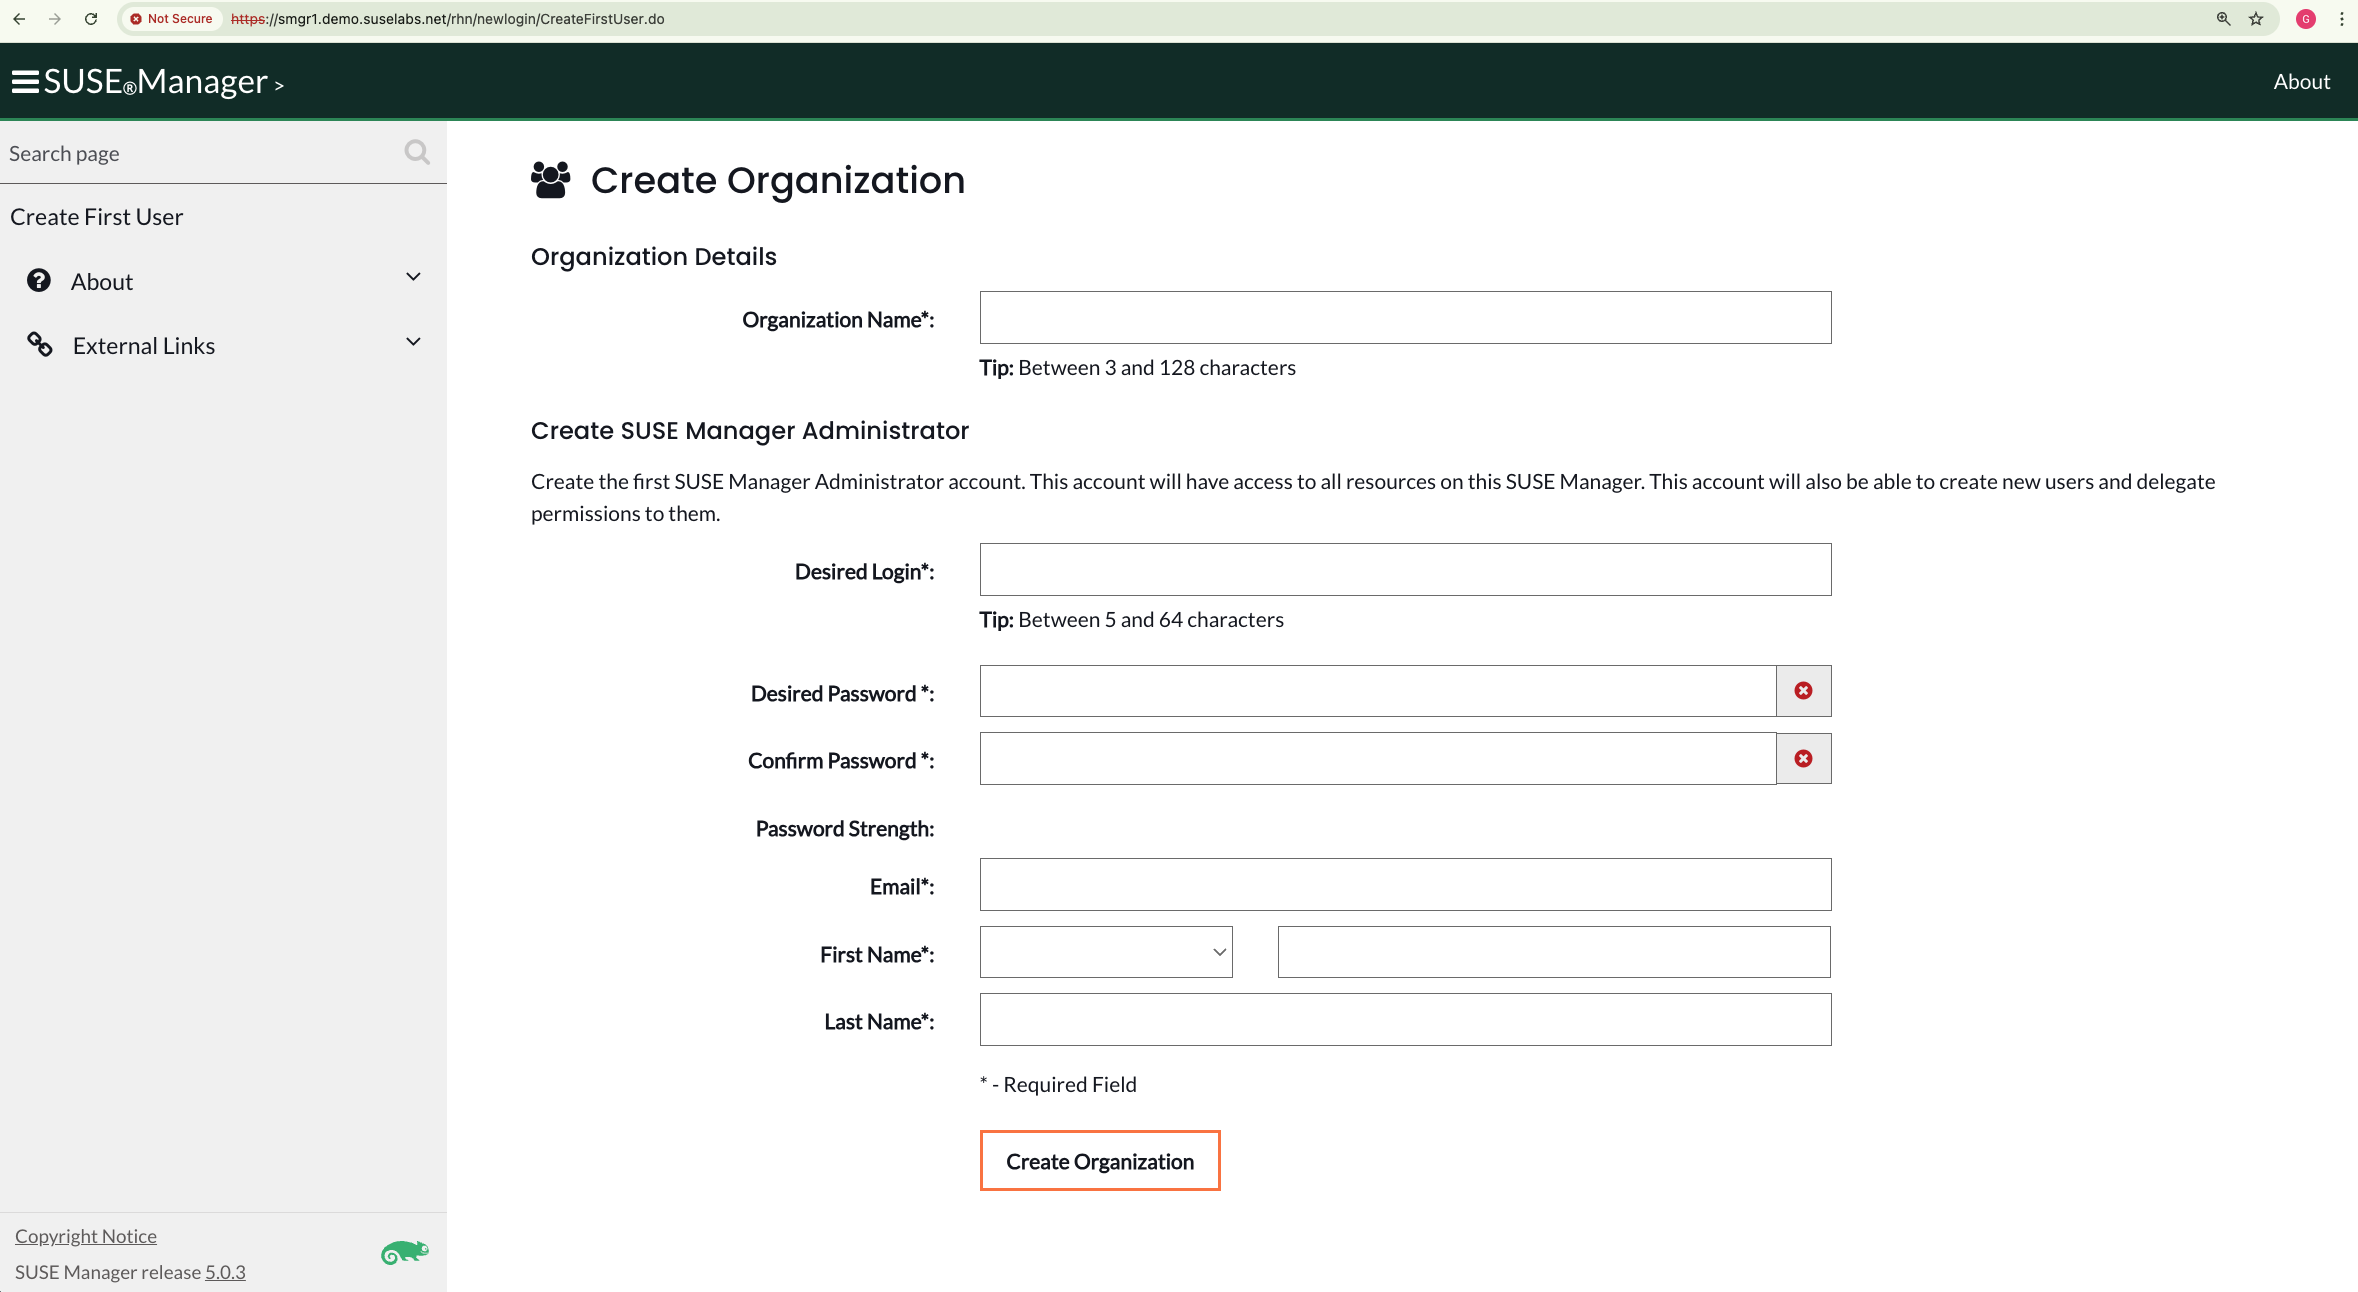 Not Secure https://smgr1.demo.suselabs.net/rhn/newlogin/CreateFirstUser.do G
SUSE®Manager >
About
Search page
Create First User
About
External Links
Create Organization
Organization Details
Organization Name*:
Tip: Between 3 and 128 characters
Create SUSE Manager Administrator
Create the first SUSE Manager Administrator account. This account will have access to all resources on this SUSE Manager. This account will also be able to create new users and delegate
permissions to them.
Desired Login*:
Tip: Between 5 and 64 characters
Desired Password *:
Confirm Password *:
Password Strength:
Email*:
First Name*:
Last Name*:
* - Required Field
Create Organization
Copyright Notice
SUSE Manager release 5.0.3